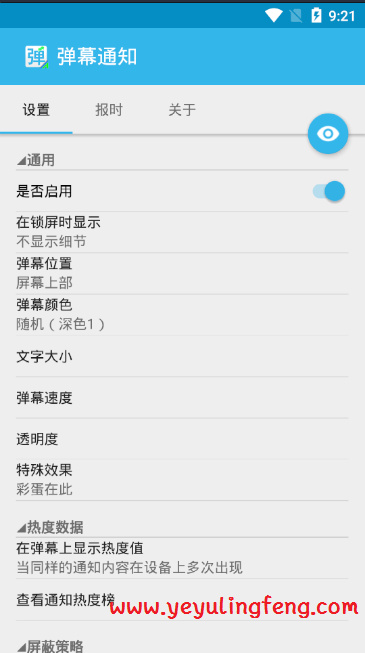 9:21
弹 弹幕通知
设置 报时 关于
通用
是否启用
在锁屏时显示
不显示细节
弹幕位置
屏幕上部
弹幕颜色
随机（深色1）
文字大小
弹幕速度
透明度
特殊效果
彩蛋在此
热度数据
在弹幕上显示热度值
当同样的通知内容在设备上多次出现
查看通知热度榜
www.yeyulingfeng.com
屏蔽策略